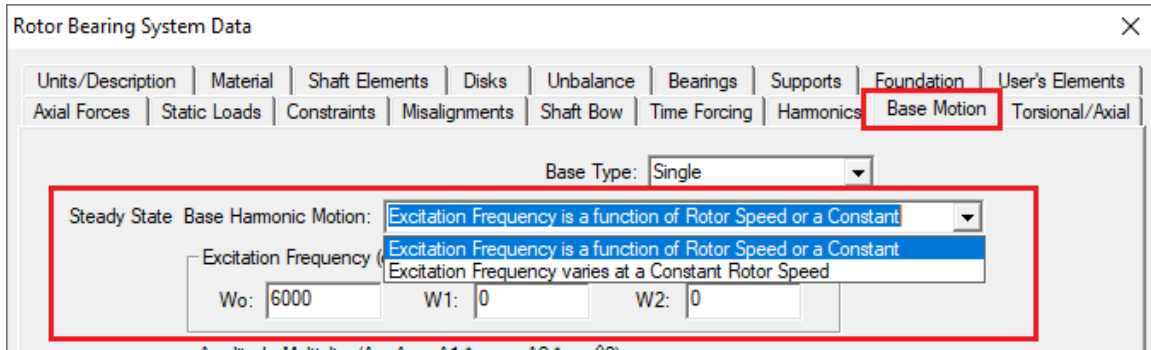 Rotor Bearing System Data
Units/Description Material Shaft Elements Disks Unbalance Bearings Supports Foundation User's Elements
Axial Forces Static Loads Constraints Misalignments Shaft Bow Time Forcing Harmonics Base Motion Torsional/Axial
Base Type: Single
Steady State Base Harmonic Motion: Excitation Frequency is a function of Rotor Speed or a Constant
Excitation Frequency is a function of Rotor Speed or a Constant
Excitation Frequency varies at a Constant Rotor Speed
Excitation Frequency
Wo: 6000 W1: 0 W2: 0